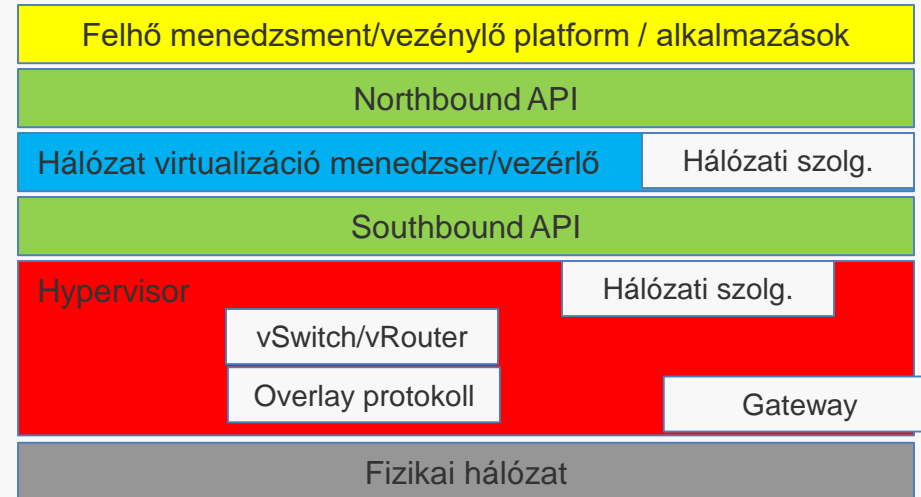 Felhő menedzsment/vezénylő platform / alkalmazások
Northbound API
Hálózat virtualizáció menedzser/vezérlő
Hálózati szolg.
Southbound API
Hypervisor
Hálózati szolg.
vSwitch/vRouter
Overlay protokoll
Gateway
Fizikai hálózat